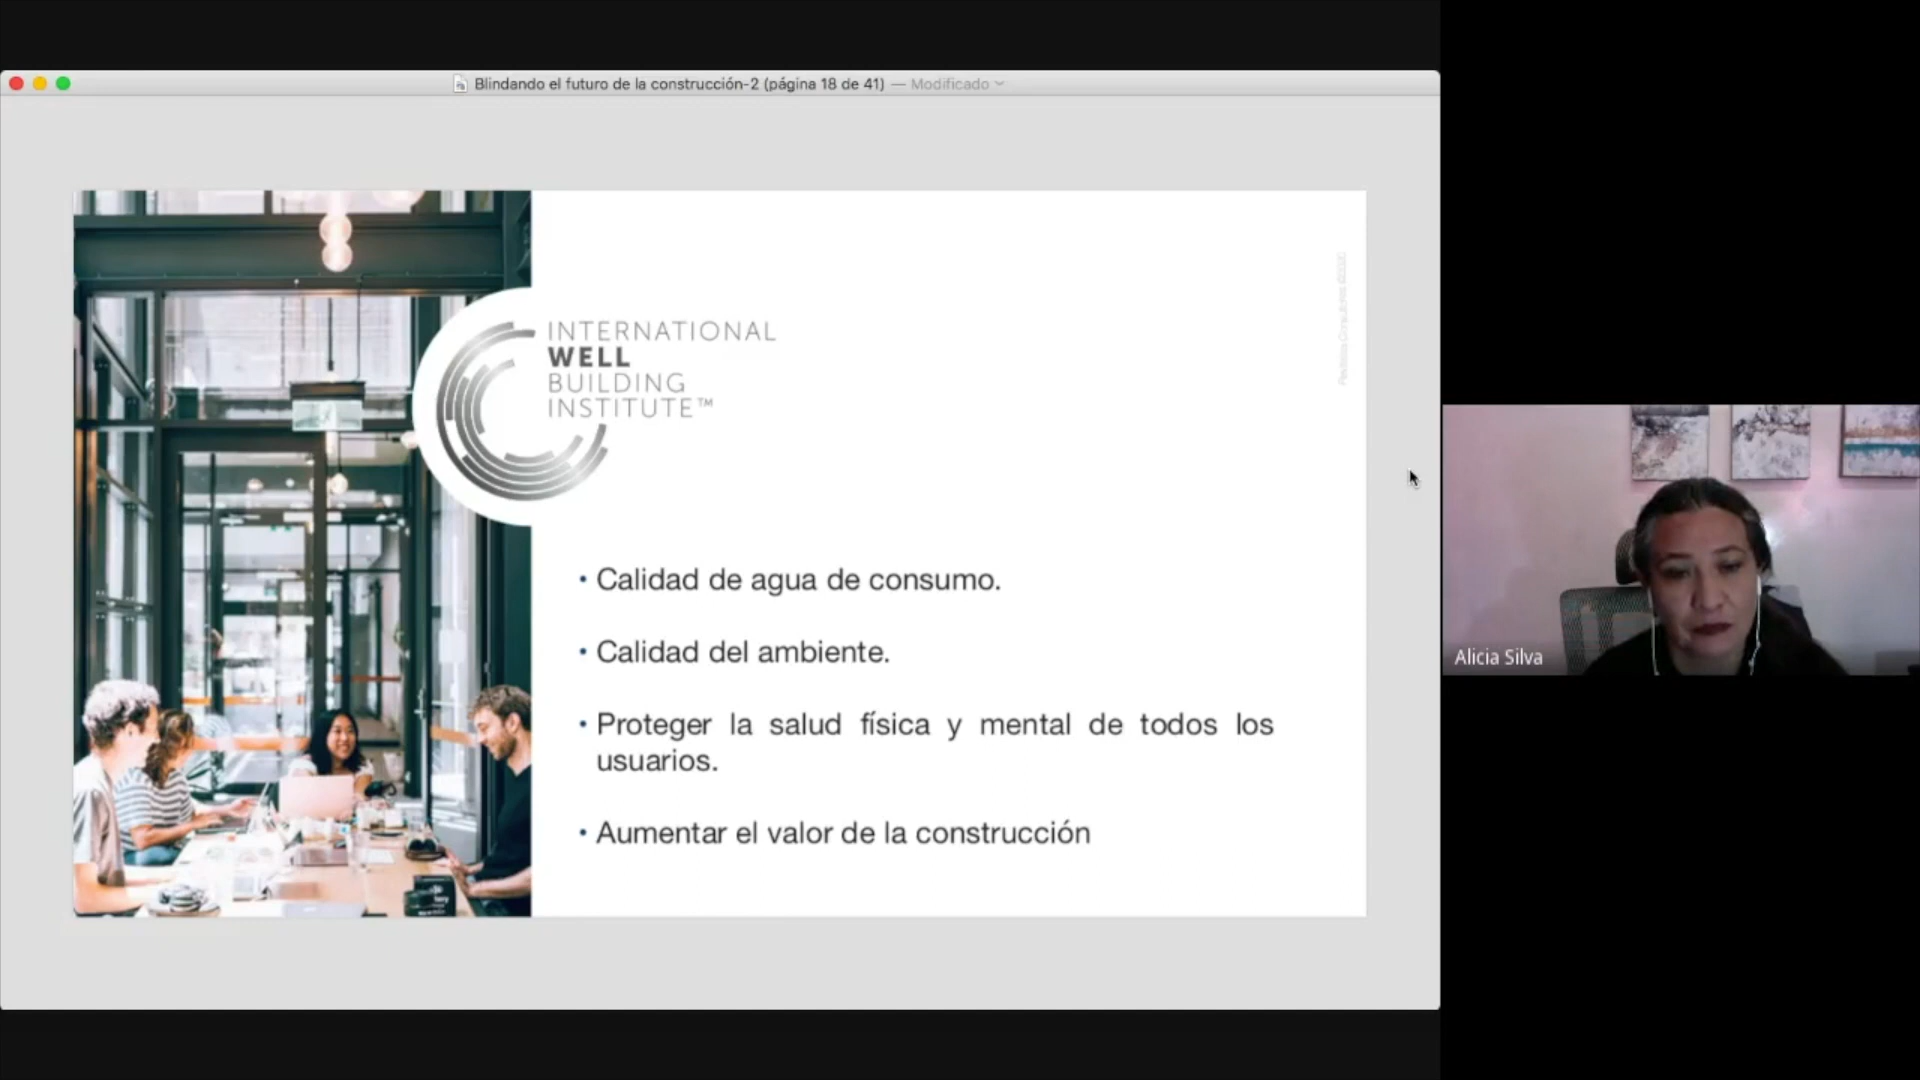 Blindando el futuro de la construcción-2 (página 18 de 41) — Modificado
INTERNATIONAL
WELL
BUILDING
INSTITUTE™
• Calidad de agua de consumo.
• Calidad del ambiente.
• Proteger la salud física y mental de todos los
usuarios.
• Aumentar el valor de la construcción
Alicia Silva